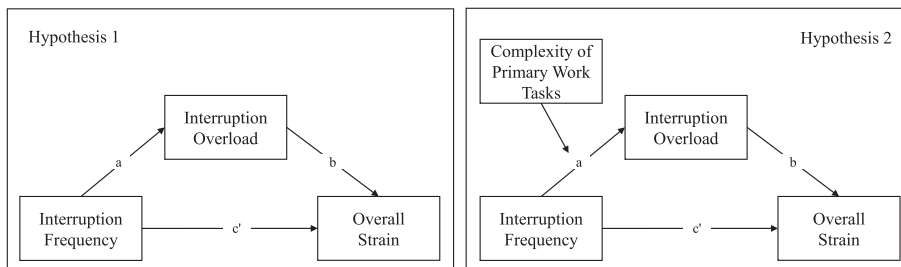 Hypothesis 1
Interruption
Overload
a
b
Interruption
Frequency
c'
Overall
Strain
Hypothesis 2
Complexity of
Primary Work
Tasks
Interruption
Overload
a
b
Interruption
Frequency
c'
Overall
Strain